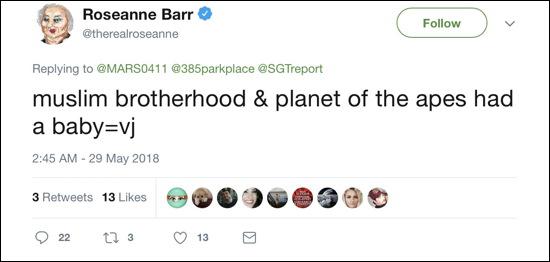 Roseanne Barr
@therealroseanne
Follow
Replying to @MARS0411 @385parkplace @SGTreport
muslim brotherhood & planet of the apes had
a baby=vj
2:45 AM - 29 May 2018
3 Retweets 13 Likes
22 3 13